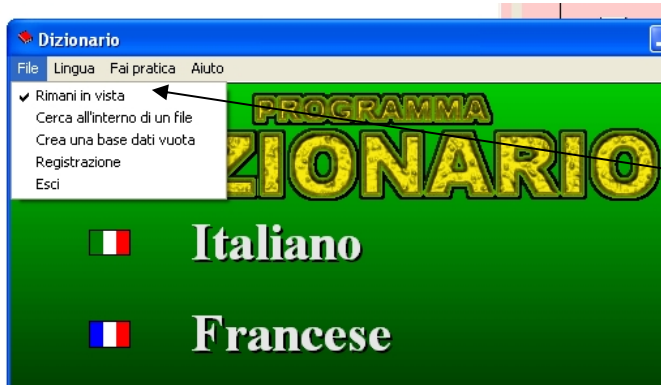 Dizionario
File Lingua Fai pratica Aiuto
Rimani in vista
Cerca all'interno di un file
Crea una base dati vuota
Registrazione
Esci
PROGRAMMA
ZIONARIO
Italiano
Francese